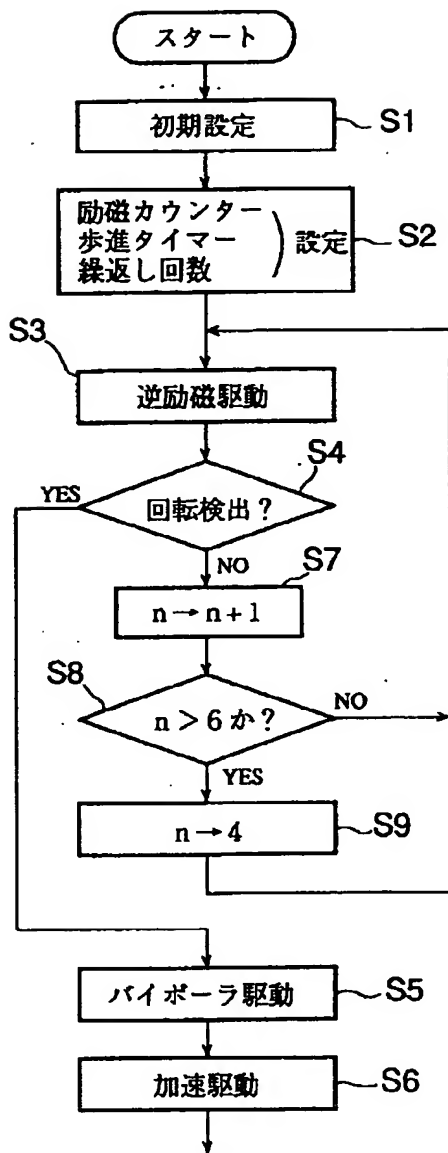 スタート
初期設定
S1
励磁カウンター
歩進タイマー
繰返し回数
) 設定
S2
S3
逆励磁駆動
S4
YES
回転検出?
NO
S7
n→n+1
S8
n>6か?
NO
YES
n→4
S9
バイポーラ駆動
S5
加速駆動
S6